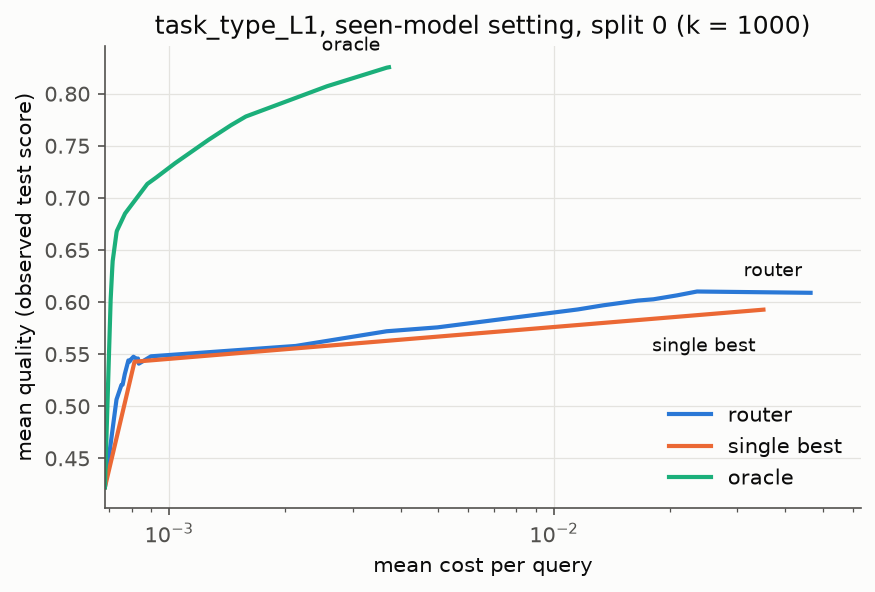 task_type_L1, seen-model setting, split 0 (k = 1000)
oracle
router
single best
router
single best
oracle
0.80
0.75
0.70
0.65
0.60
0.55
0.50
0.45
mean quality (observed test score)
10⁻³
10⁻²
mean cost per query